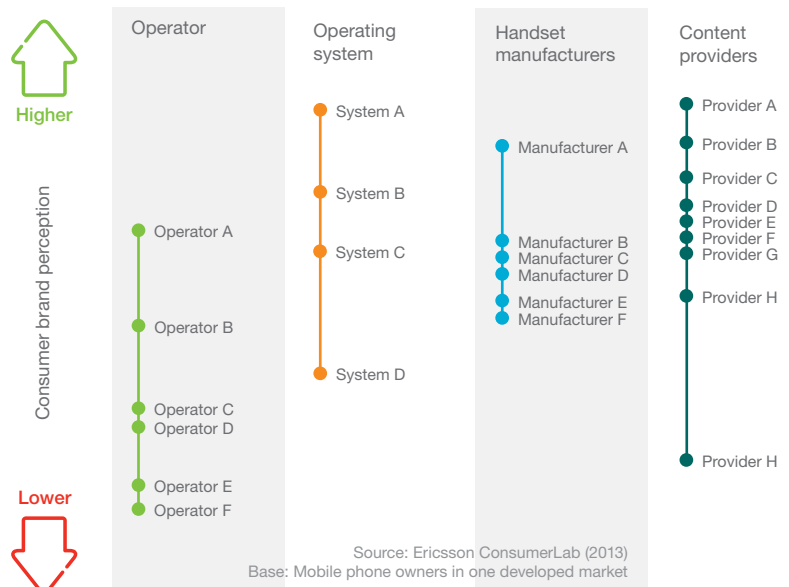 Higher
Consumer brand perception
Lower
Operator
Operator A
Operator B
Operator C
Operator D
Operator E
Operator F
Operating
system
System A
System B
System C
System D
Handset
manufacturers
Manufacturer A
Manufacturer B
Manufacturer C
Manufacturer D
Manufacturer E
Manufacturer F
Content
providers
Provider A
Provider B
Provider C
Provider D
Provider E
Provider F
Provider G
Provider H
Provider H
Source: Ericsson ConsumerLab (2013)
Base: Mobile phone owners in one developed market